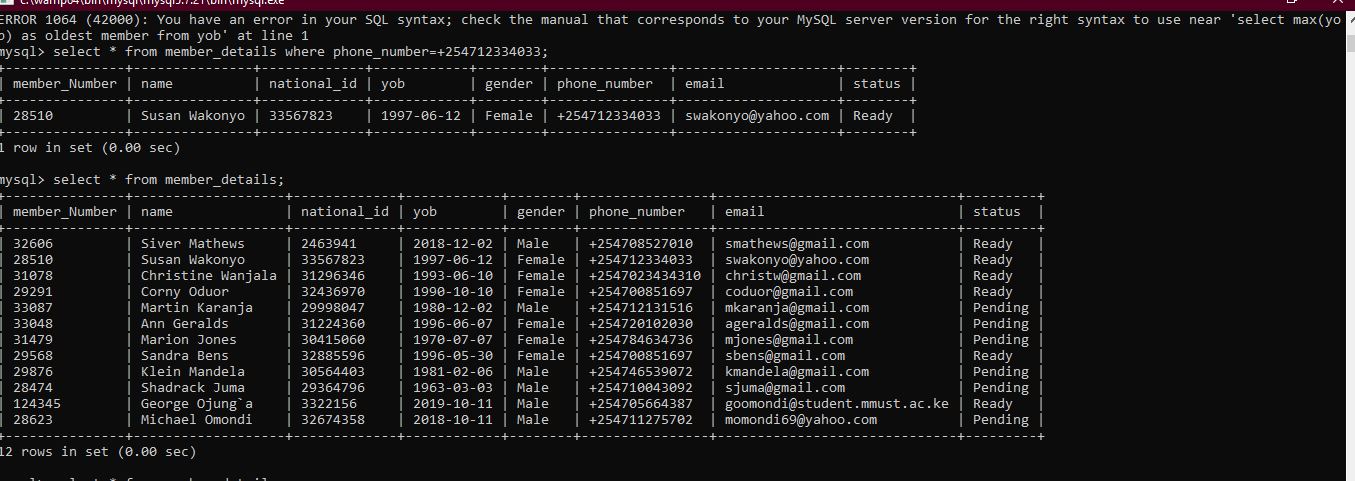 c:\wamp64\bin\mysql\mysql5.7.21\bin\mysql.exe
ERROR 1064 (42000): You have an error in your SQL syntax; check the manual that corresponds to your MySQL server version for the right syntax to use near 'select max(yo
b) as oldest member from yob' at line 1
mysql> select * from member_details where phone_number=+254712334033;
+---------------+---------------+-------------+------------+--------+---------------+--------------------+--------+
| member_Number | name | national_id | yob | gender | phone_number | email | status |
+---------------+---------------+-------------+------------+--------+---------------+--------------------+--------+
| 28510 | Susan Wakonyo | 33567823 | 1997-06-12 | Female | +254712334033 | swakonyo@yahoo.com | Ready |
+---------------+---------------+-------------+------------+--------+---------------+--------------------+--------+
1 row in set (0.00 sec)
mysql> select * from member_details;
+---------------+-------------------+-------------+------------+--------+----------------+------------------------------+---------+
| member_Number | name | national_id | yob | gender | phone_number | email | status |
+---------------+-------------------+-------------+------------+--------+----------------+------------------------------+---------+
| 32606 | Siver Mathews | 2463941 | 2018-12-02 | Male | +254708527010 | smathews@gmail.com | Ready |
| 28510 | Susan Wakonyo | 33567823 | 1997-06-12 | Female | +254712334033 | swakonyo@yahoo.com | Ready |
| 31078 | Christine Wanjala | 31296346 | 1993-06-10 | Female | +2547023434310 | christw@gmail.com | Ready |
| 29291 | Corny Oduor | 32436970 | 1990-10-10 | Female | +254700851697 | coduor@gmail.com | Ready |
| 33087 | Martin Karanja | 29998047 | 1980-12-02 | Male | +254712131516 | mkaranja@gmail.com | Pending |
| 33048 | Ann Geralds | 31224360 | 1996-06-07 | Female | +254720102030 | ageralds@gmail.com | Pending |
| 31479 | Marion Jones | 30415060 | 1970-07-07 | Female | +254784634736 | mjones@gmail.com | Pending |
| 29568 | Sandra Bens | 32885596 | 1996-05-30 | Female | +254700851697 | sbens@gmail.com | Ready |
| 29876 | Klein Mandela | 30564403 | 1981-02-06 | Male | +254746539072 | kmandela@gmail.com | Pending |
| 28474 | Shadrack Juma | 29364796 | 1963-03-03 | Male | +254710043092 | sjuma@gmail.com | Pending |
| 124345 | George Ojung`a | 3322156 | 2019-10-11 | Male | +254705664387 | goomondi@student.mmust.ac.ke | Ready |
| 28623 | Michael Omondi | 32674358 | 2018-10-11 | Male | +254711275702 | momondi69@yahoo.com | Pending |
+---------------+-------------------+-------------+------------+--------+----------------+------------------------------+---------+
12 rows in set (0.00 sec)